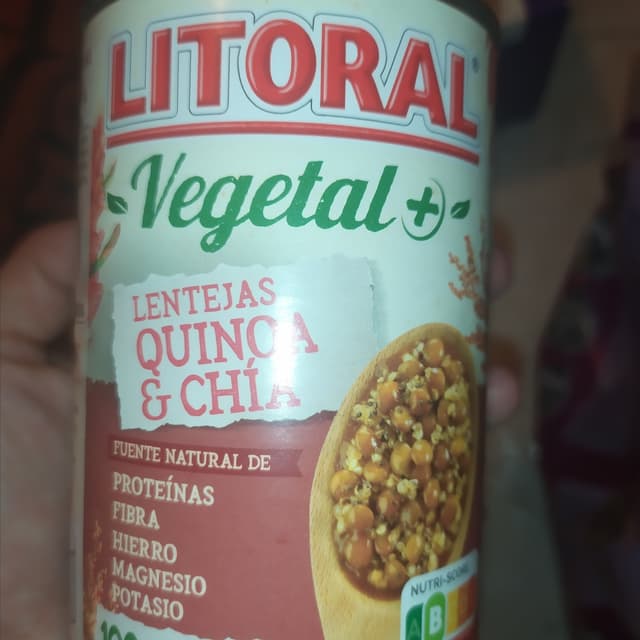 LITORAL
Vegetal +
LENTEJAS
QUINOA
& CHÍA
FUENTE NATURAL DE
PROTEÍNAS
FIBRA
HIERRO
MAGNESIO
POTASIO
NUTRI-SCORE
A B